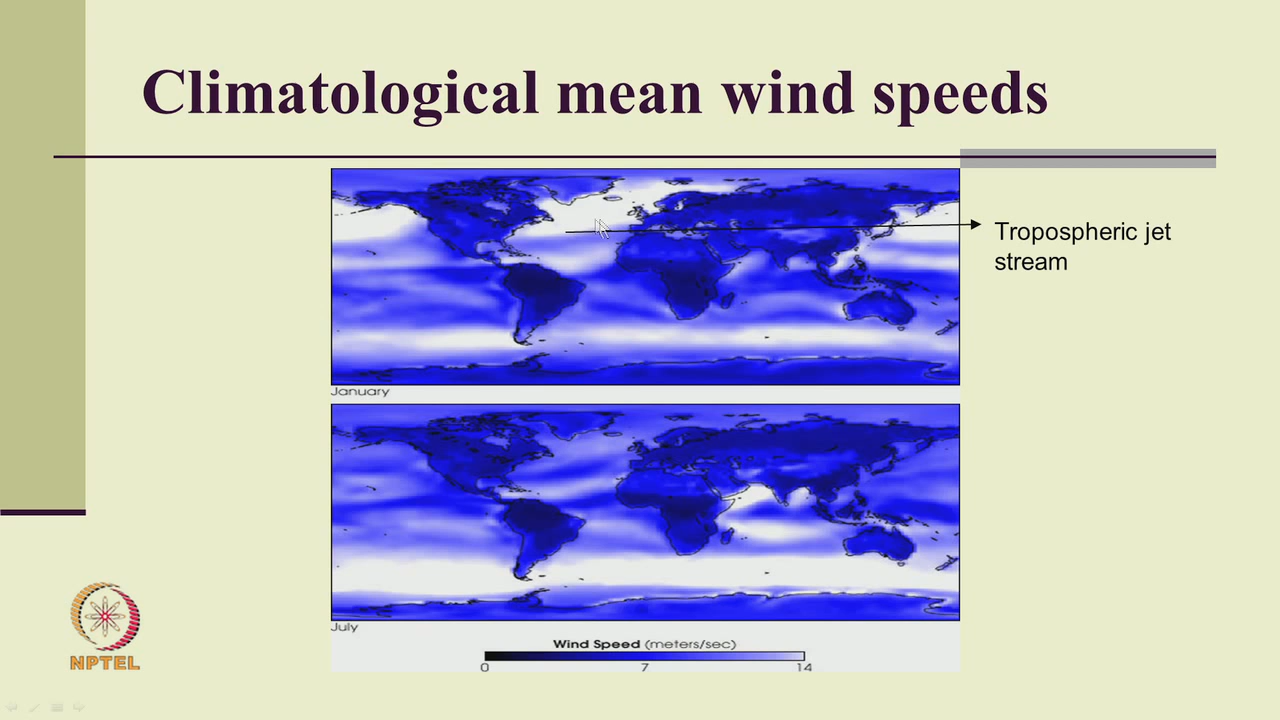 Climatological mean wind speeds
Tropospheric jet
stream
January
July
Wind Speed (meters/sec)
0 7 14
NPTEL